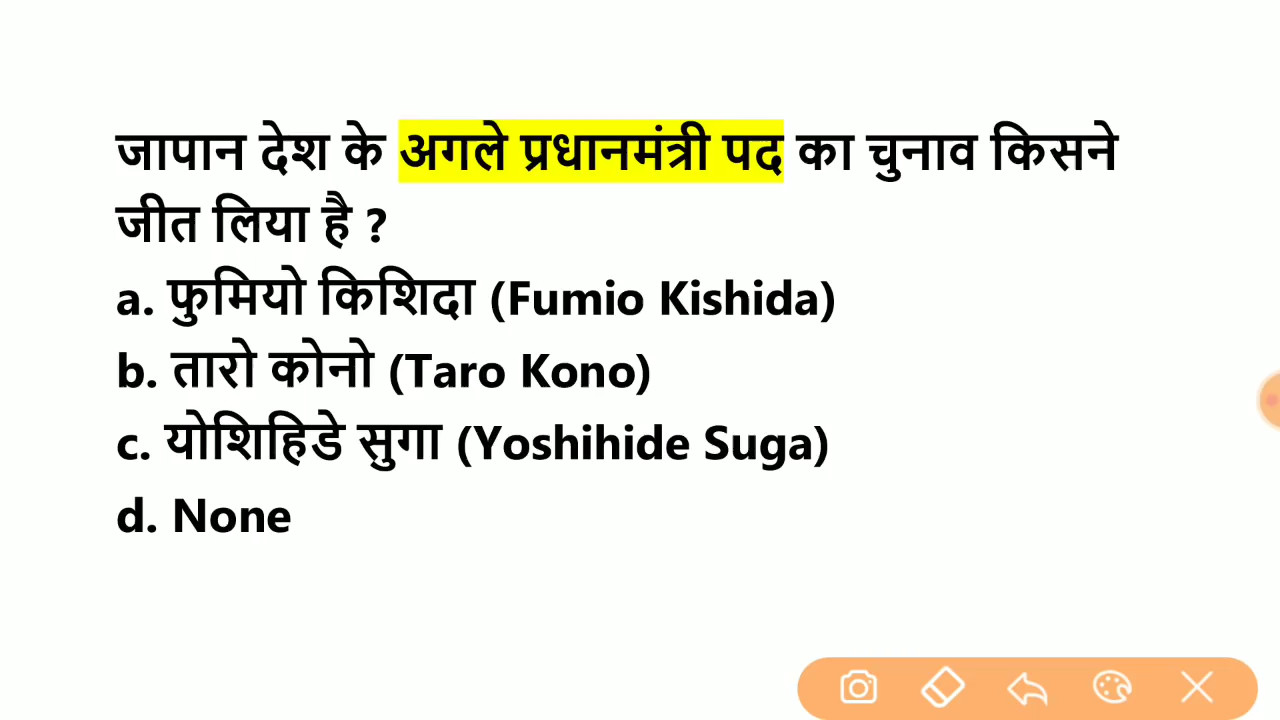 जापान देश के अगले प्रधानमंत्री पद का चुनाव किसने
जीत लिया है ?
a. फुमियो किशिदा (Fumio Kishida)
b. तारो कोनो (Taro Kono)
c. योशिहिडे सुगा (Yoshihide Suga)
d. None